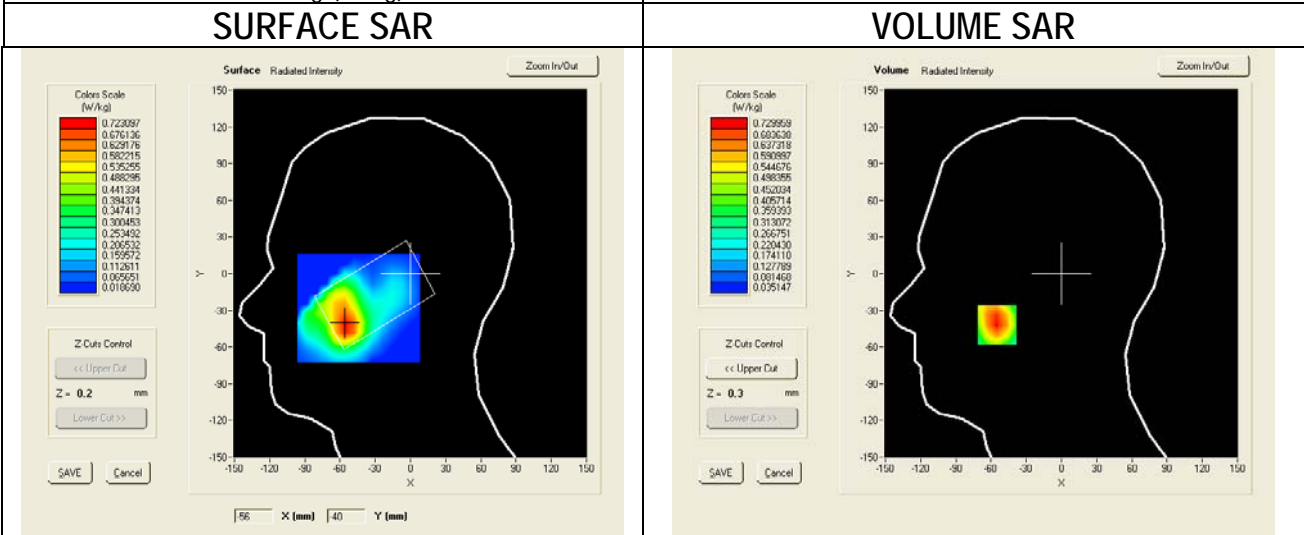 SURFACE SAR
VOLUME SAR
Surface Radiated Intensity
Zoom In/Out
Colors Scale
(W/kg)
0.723097
0.676136
0.629176
0.582215
0.535255
0.488295
0.441334
0.394374
0.347413
0.300453
0.253492
0.206532
0.159572
0.112611
0.065651
0.018690
Z-Cuts Control
<< Upper Cut
Z = 0.2 mm
Lower Cut >>
SAVE Cancel
150
120
90
60
30
Y 0
-30
-60
-90
-120
-150
-150 -120 -90 -60 -30 0 30 60 90 120 150
X
-56 X (mm) -40 Y (mm)
Volume Radiated Intensity
Zoom In/Out
Colors Scale
(W/kg)
0.729959
0.683638
0.637318
0.590997
0.544676
0.498355
0.452034
0.405714
0.359393
0.313072
0.266751
0.220430
0.174110
0.127789
0.081468
0.035147
Z-Cuts Control
<< Upper Cut
Z = 0.3 mm
Lower Cut >>
SAVE Cancel
150
120
90
60
30
Y 0
-30
-60
-90
-120
-150
-150 -120 -90 -60 -30 0 30 60 90 120 150
X